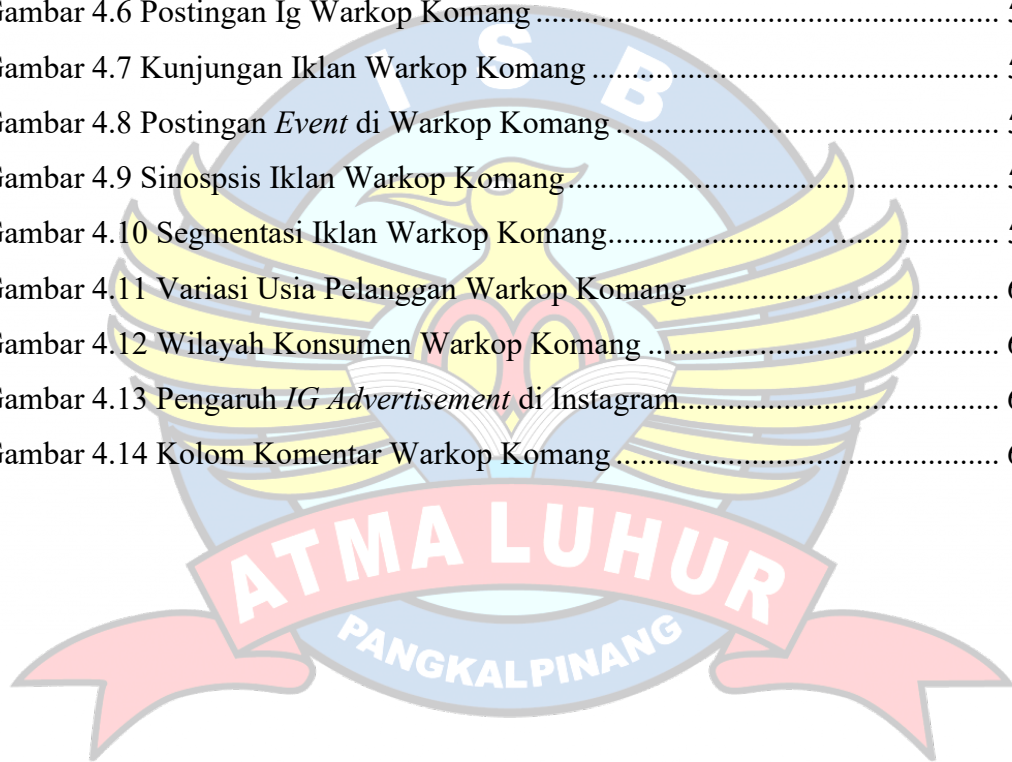 Gambar 4.6 Postingan Ig Warkop Komang
Gambar 4.7 Kunjungan Iklan Warkop Komang
Gambar 4.8 Postingan Event di Warkop Komang
Gambar 4.9 Sinospsis Iklan Warkop Komang
Gambar 4.10 Segmentasi Iklan Warkop Komang
Gambar 4.11 Variasi Usia Pelanggan Warkop Komang
Gambar 4.12 Wilayah Konsumen Warkop Komang
Gambar 4.13 Pengaruh IG Advertisement di Instagram
Gambar 4.14 Kolom Komentar Warkop Komang
ISB
ATMA LUHUR
PANGKALPINANG